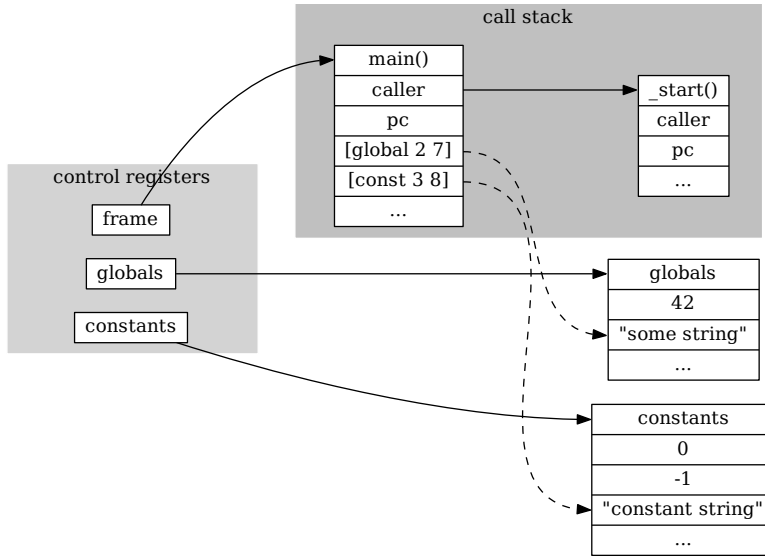 call stack
main()
caller
pc
[global 2 7]
[const 3 8]
...
_start()
caller
pc
...
control registers
frame
globals
constants
globals
42
"some string"
...
constants
0
-1
"constant string"
...